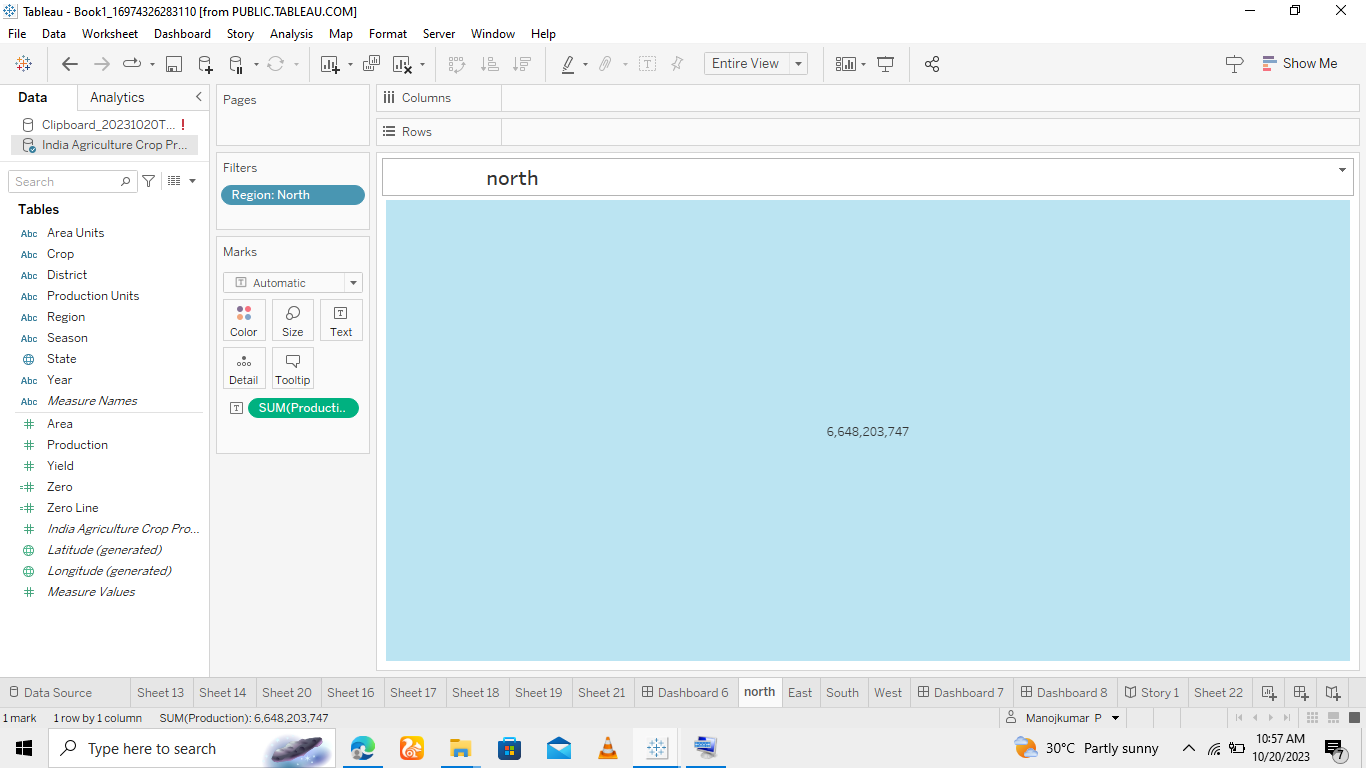 Tableau - Book1_16974326283110 [from PUBLIC.TABLEAU.COM]
File Data Worksheet Dashboard Story Analysis Map Format Server Window Help
Entire View
Show Me
Data Analytics
Pages
Columns
Clipboard_20231020T... !
Rows
India Agriculture Crop Pr...
Filters
Search
north
Region: North
Tables
Abc Area Units
Abc Crop
Marks
Abc District
T Automatic
Abc Production Units
Abc Region
Color Size Text
Abc Season
State
Abc Year
Detail Tooltip
Abc Measure Names
T SUM(Producti..
Area
6,648,203,747
Production
Yield
Zero
Zero Line
India Agriculture Crop Pro...
Latitude (generated)
Longitude (generated)
Measure Values
Data Source Sheet 13 Sheet 14 Sheet 20 Sheet 16 Sheet 17 Sheet 18 Sheet 19 Sheet 21 Dashboard 6 north East South West Dashboard 7 Dashboard 8 Story 1 Sheet 22
1 mark 1 row by 1 column SUM(Production): 6,648,203,747 Manojkumar P
Type here to search
30°C Partly sunny
10:57 AM
10/20/2023
7